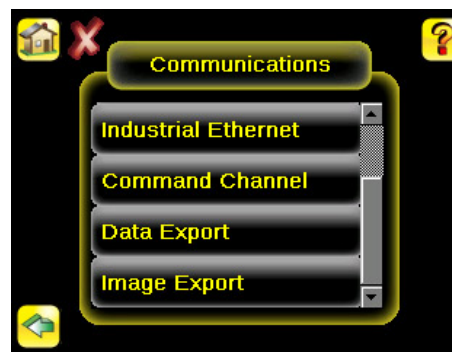 ?
Communications
Industrial Ethernet
Command Channel
Data Export
Image Export